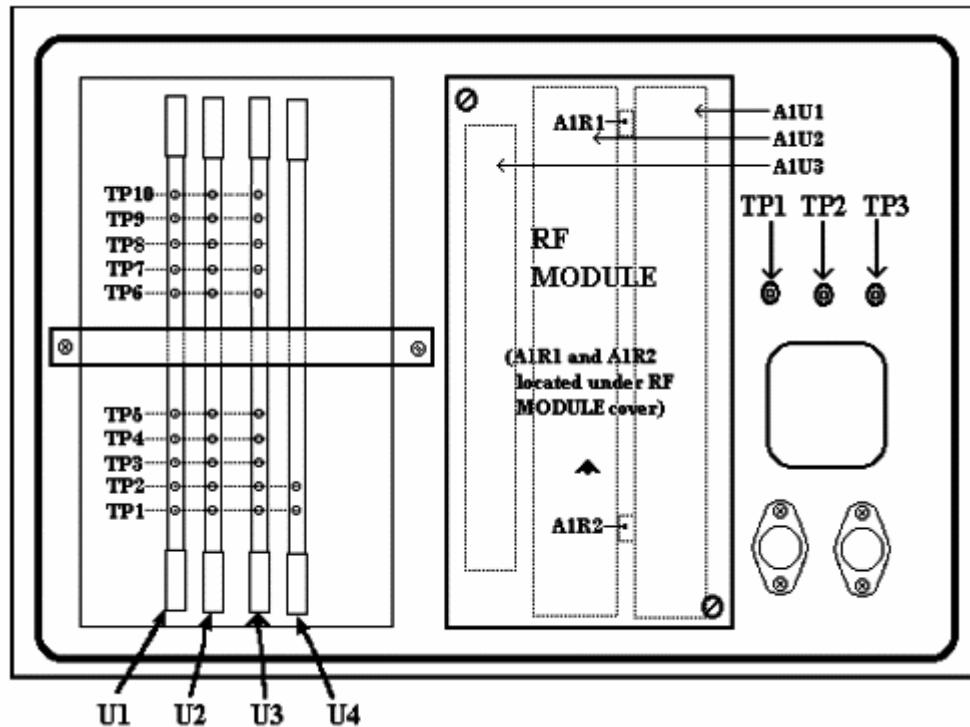 A1R1
A1U1
A1U2
A1U3
TP10
TP9
TP8
TP7
TP6
TP1 TP2 TP3
RF
MODULE
(A1R1 and A1R2
located under RF
MODULE cover)
TP5
TP4
TP3
TP2
TP1
A1R2
U1 U2 U3 U4